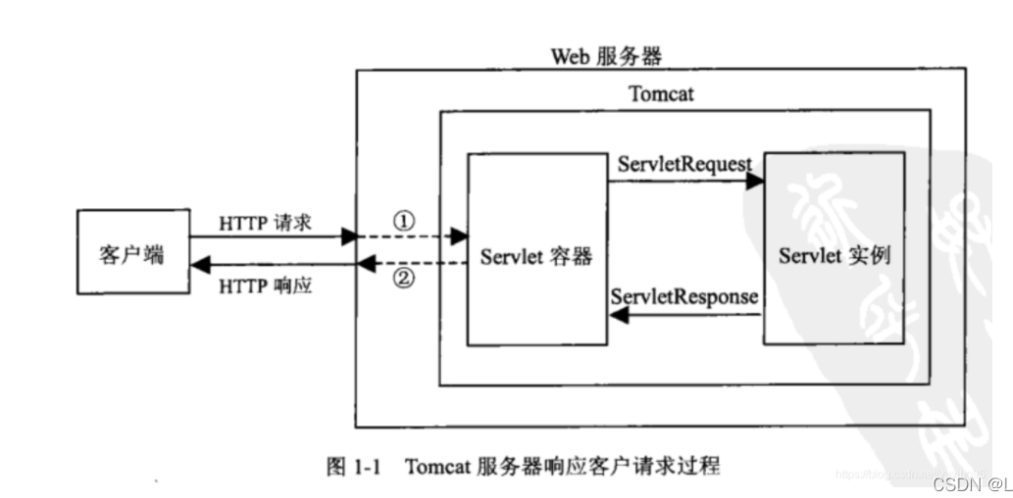 Web 服务器
Tomcat
ServletRequest
HTTP 请求
①
客户端
Servlet 容器
Servlet 实例
②
HTTP 响应
ServletResponse
图 1-1 Tomcat 服务器响应客户请求过程
CSDN @L